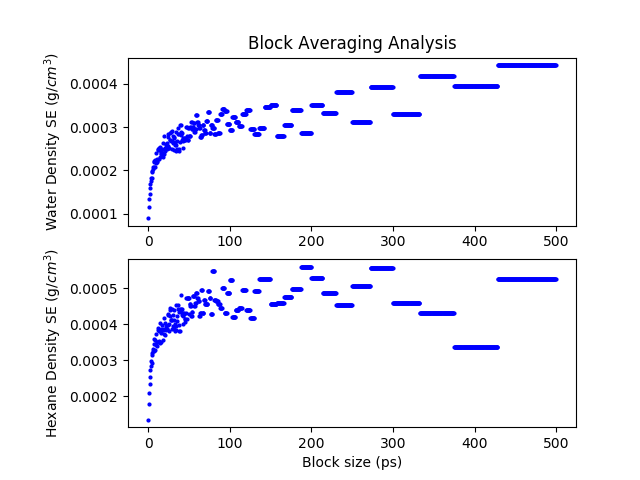 Block Averaging Analysis
Water Density SE (g/cm³)
0.0004
0.0003
0.0002
0.0001
0 100 200 300 400 500
Hexane Density SE (g/cm³)
0.0005
0.0004
0.0003
0.0002
0 100 200 300 400 500
Block size (ps)